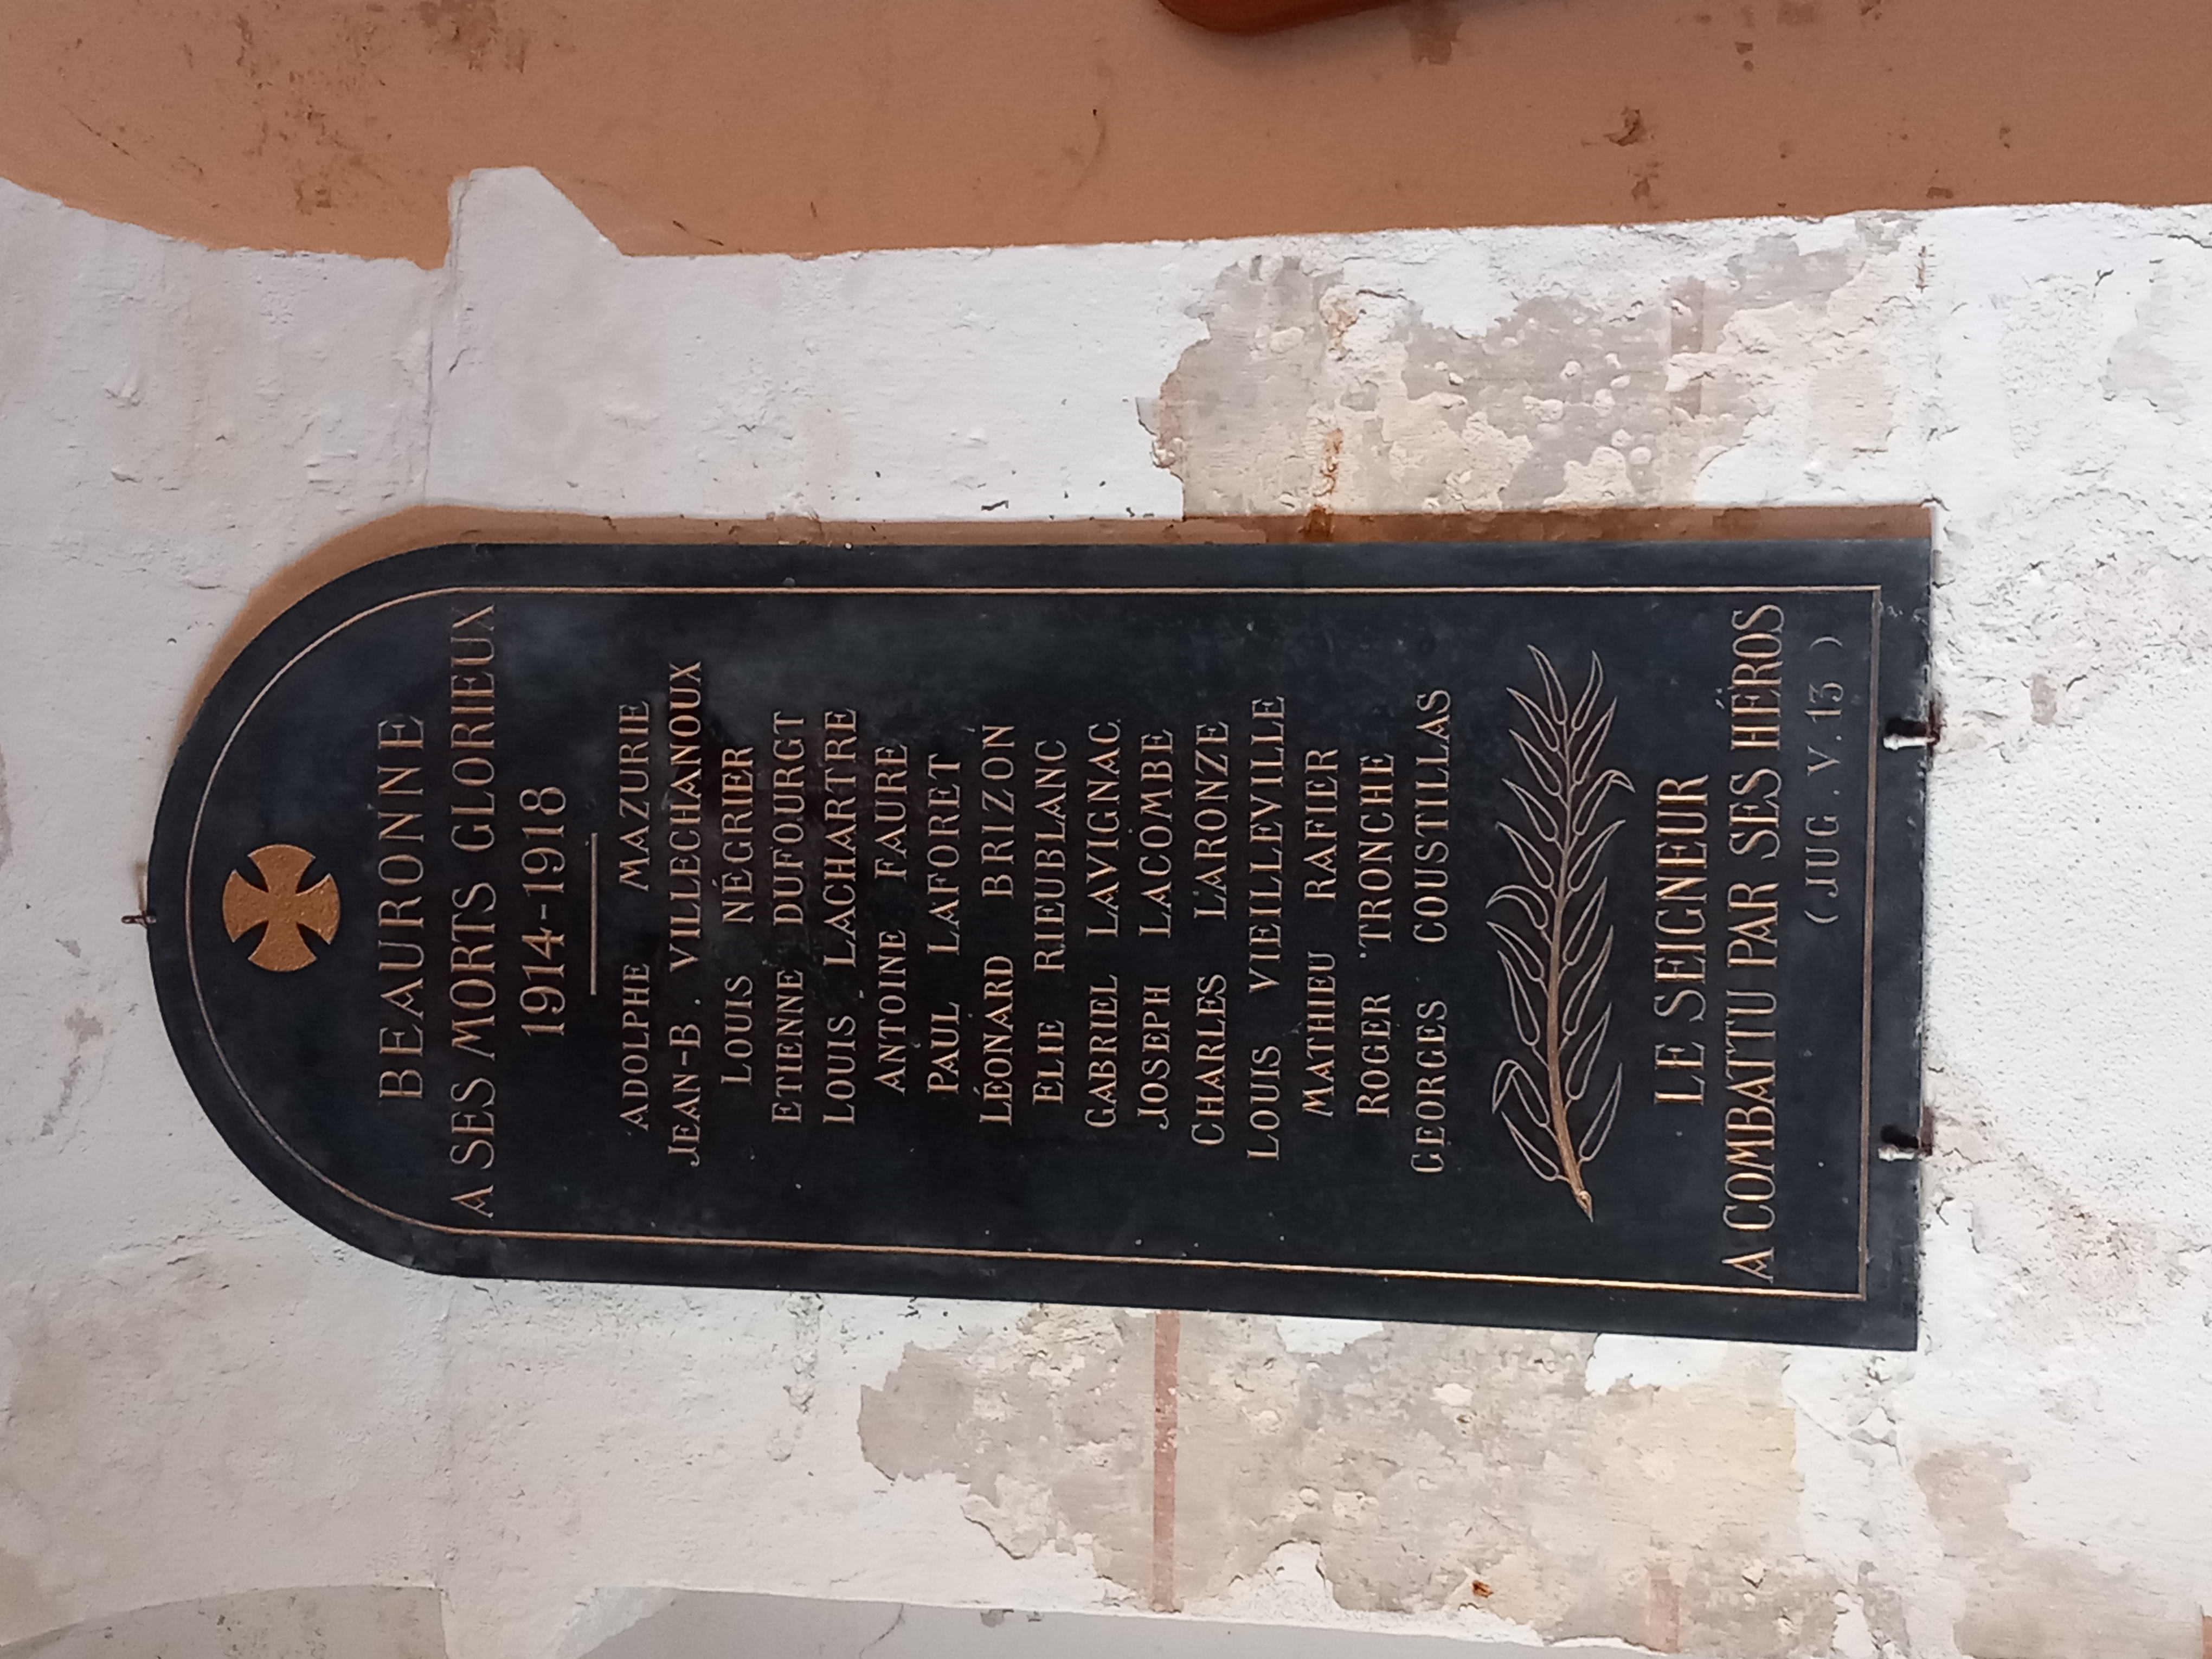 BEAURONNE
A SES MORTS GLORIEUX
1914-1918
ADOLPHE MAZURIE
JEAN-B. VILLECHANOUX
LOUIS NÉGRIER
ETIENNE DUFOURGT
LOUIS LACHARTRE
ANTOINE FAURE
PAUL LAFORET
LÉONARD BRIZON
ELIE RIEUBLANC
GABRIEL LAVIGNAC
JOSEPH LACOMBE
CHARLES LARONZE
LOUIS VIEILLEVILLE
MATHIEU RAFIER
ROGER TRONCHE
GEORGES COUSTILLAS
LE SEIGNEUR
A COMBATTU PAR SES HÉROS
(JUG. V.13)